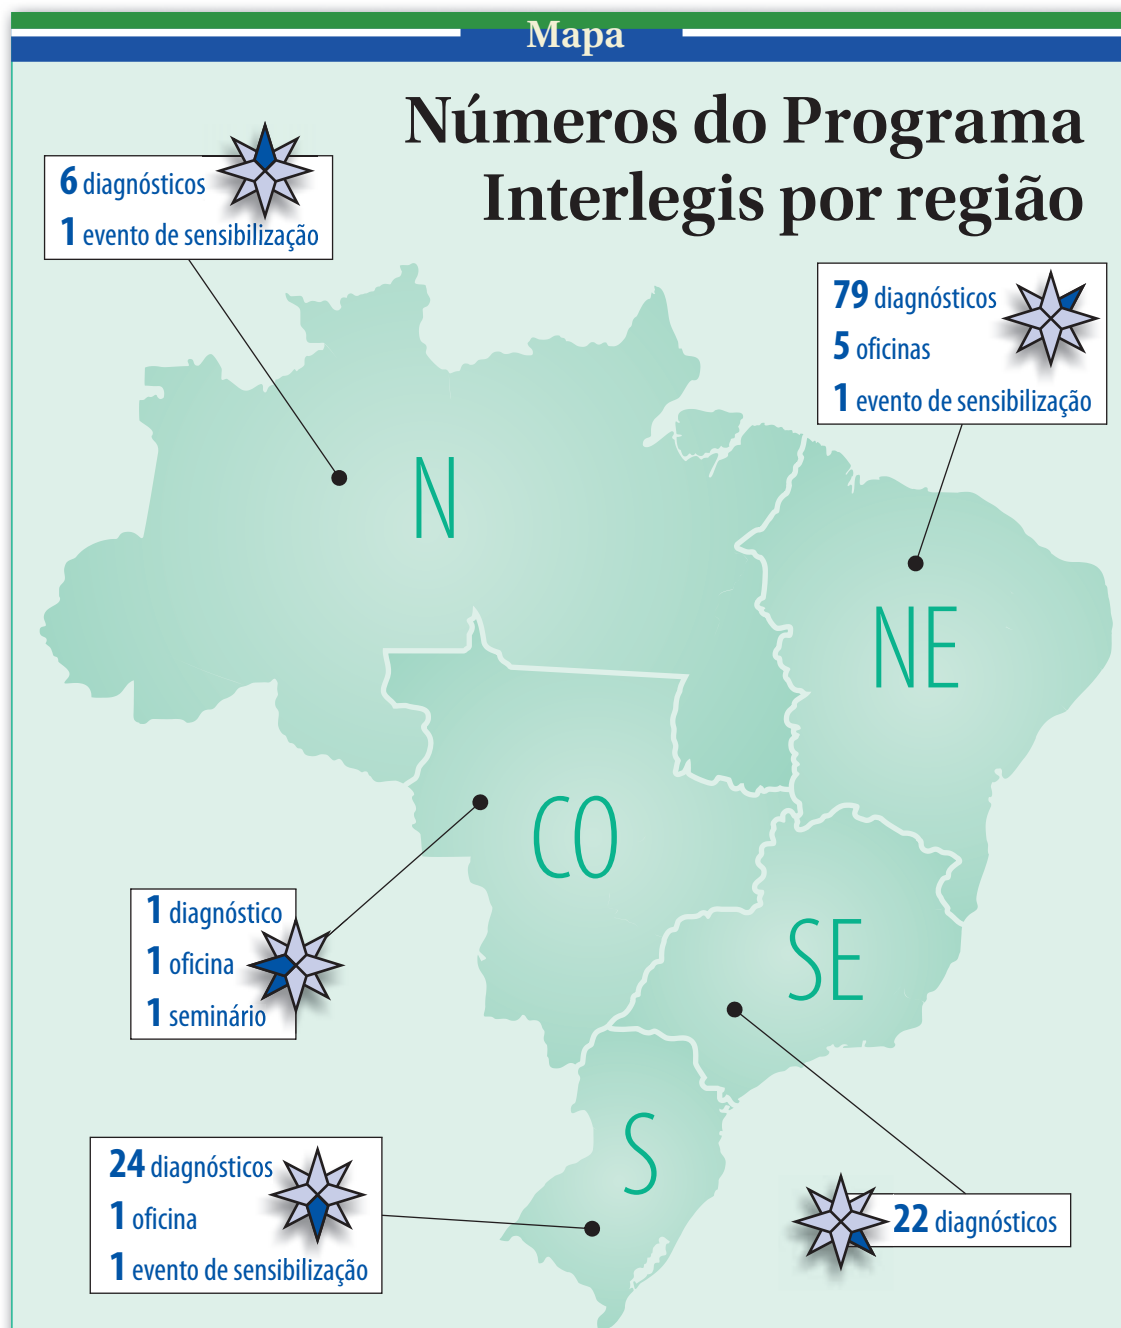 Mapa
Números do Programa
Interlegis por região
6 diagnósticos
1 evento de sensibilização
79 diagnósticos
5 oficinas
1 evento de sensibilização
N
NE
CO
SE
S
1 diagnóstico
1 oficina
1 seminário
24 diagnósticos
1 oficina
1 evento de sensibilização
22 diagnósticos